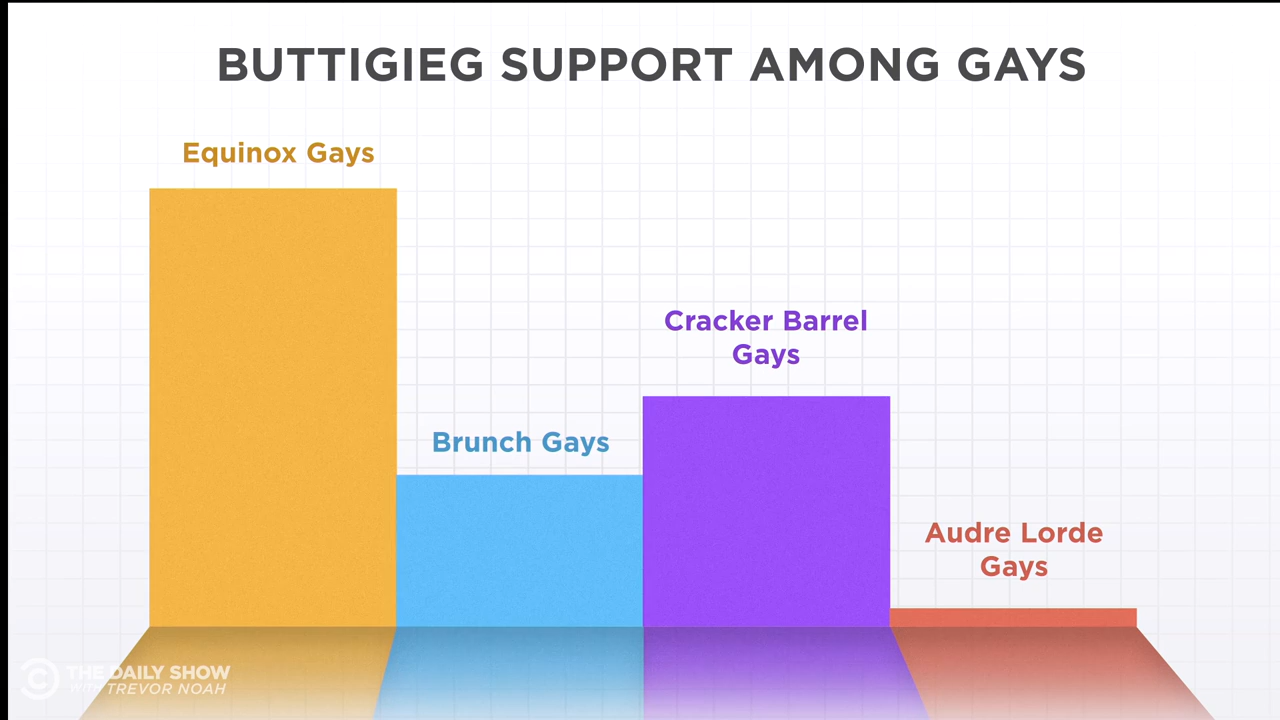 BUTTIGIEG SUPPORT AMONG GAYS
Equinox Gays
Cracker Barrel
Gays
Brunch Gays
Audre Lorde
Gays
THE DAILY SHOW
WITH TREVOR NOAH